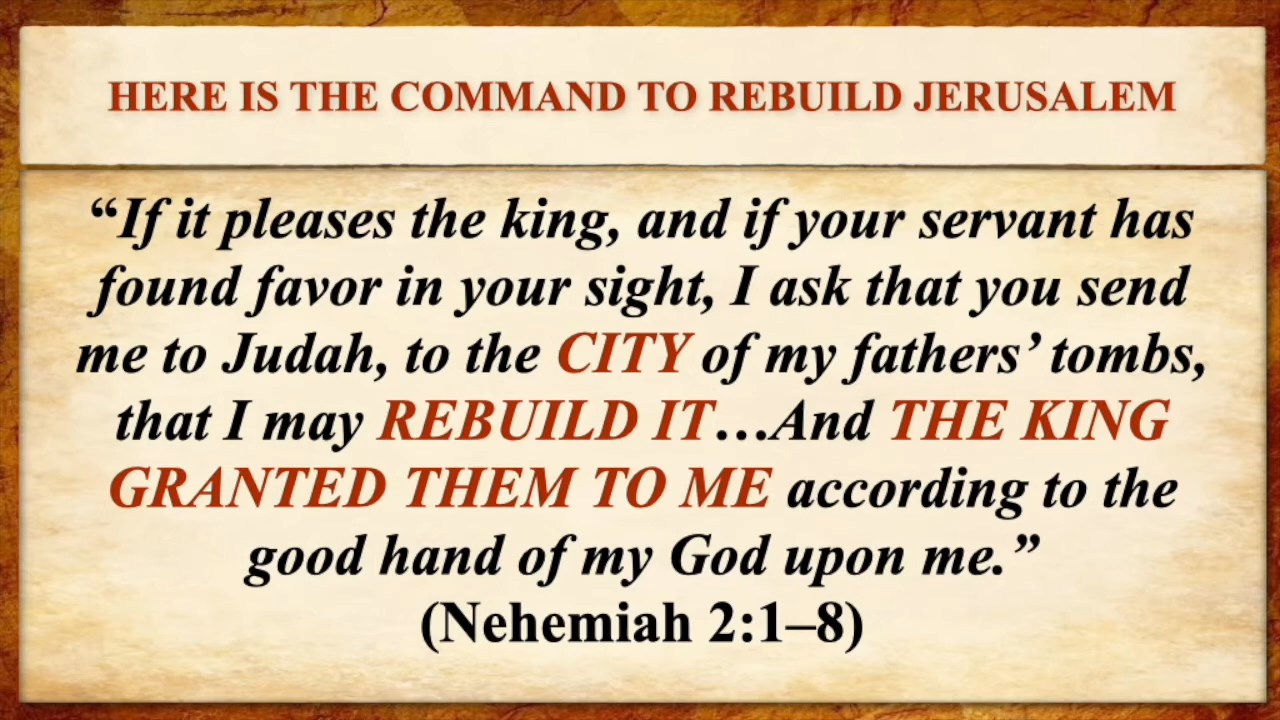 HERE IS THE COMMAND TO REBUILD JERUSALEM
“If it pleases the king, and if your servant has
found favor in your sight, I ask that you send
me to Judah, to the CITY of my fathers’ tombs,
that I may REBUILD IT…And THE KING
GRANTED THEM TO ME according to the
good hand of my God upon me.”
(Nehemiah 2:1–8)